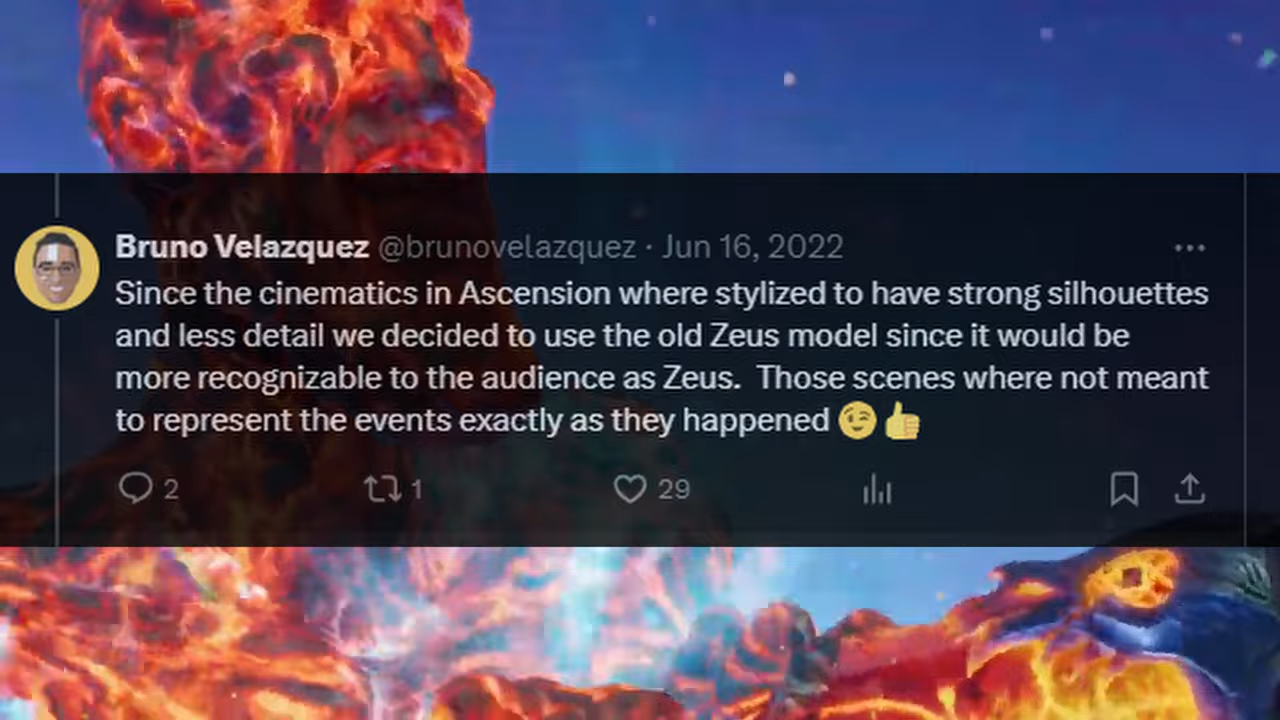 Bruno Velazquez @brunovelazquez · Jun 16, 2022
Since the cinematics in Ascension where stylized to have strong silhouettes
and less detail we decided to use the old Zeus model since it would be
more recognizable to the audience as Zeus.  Those scenes where not meant
to represent the events exactly as they happened 😉👍
2 1 29